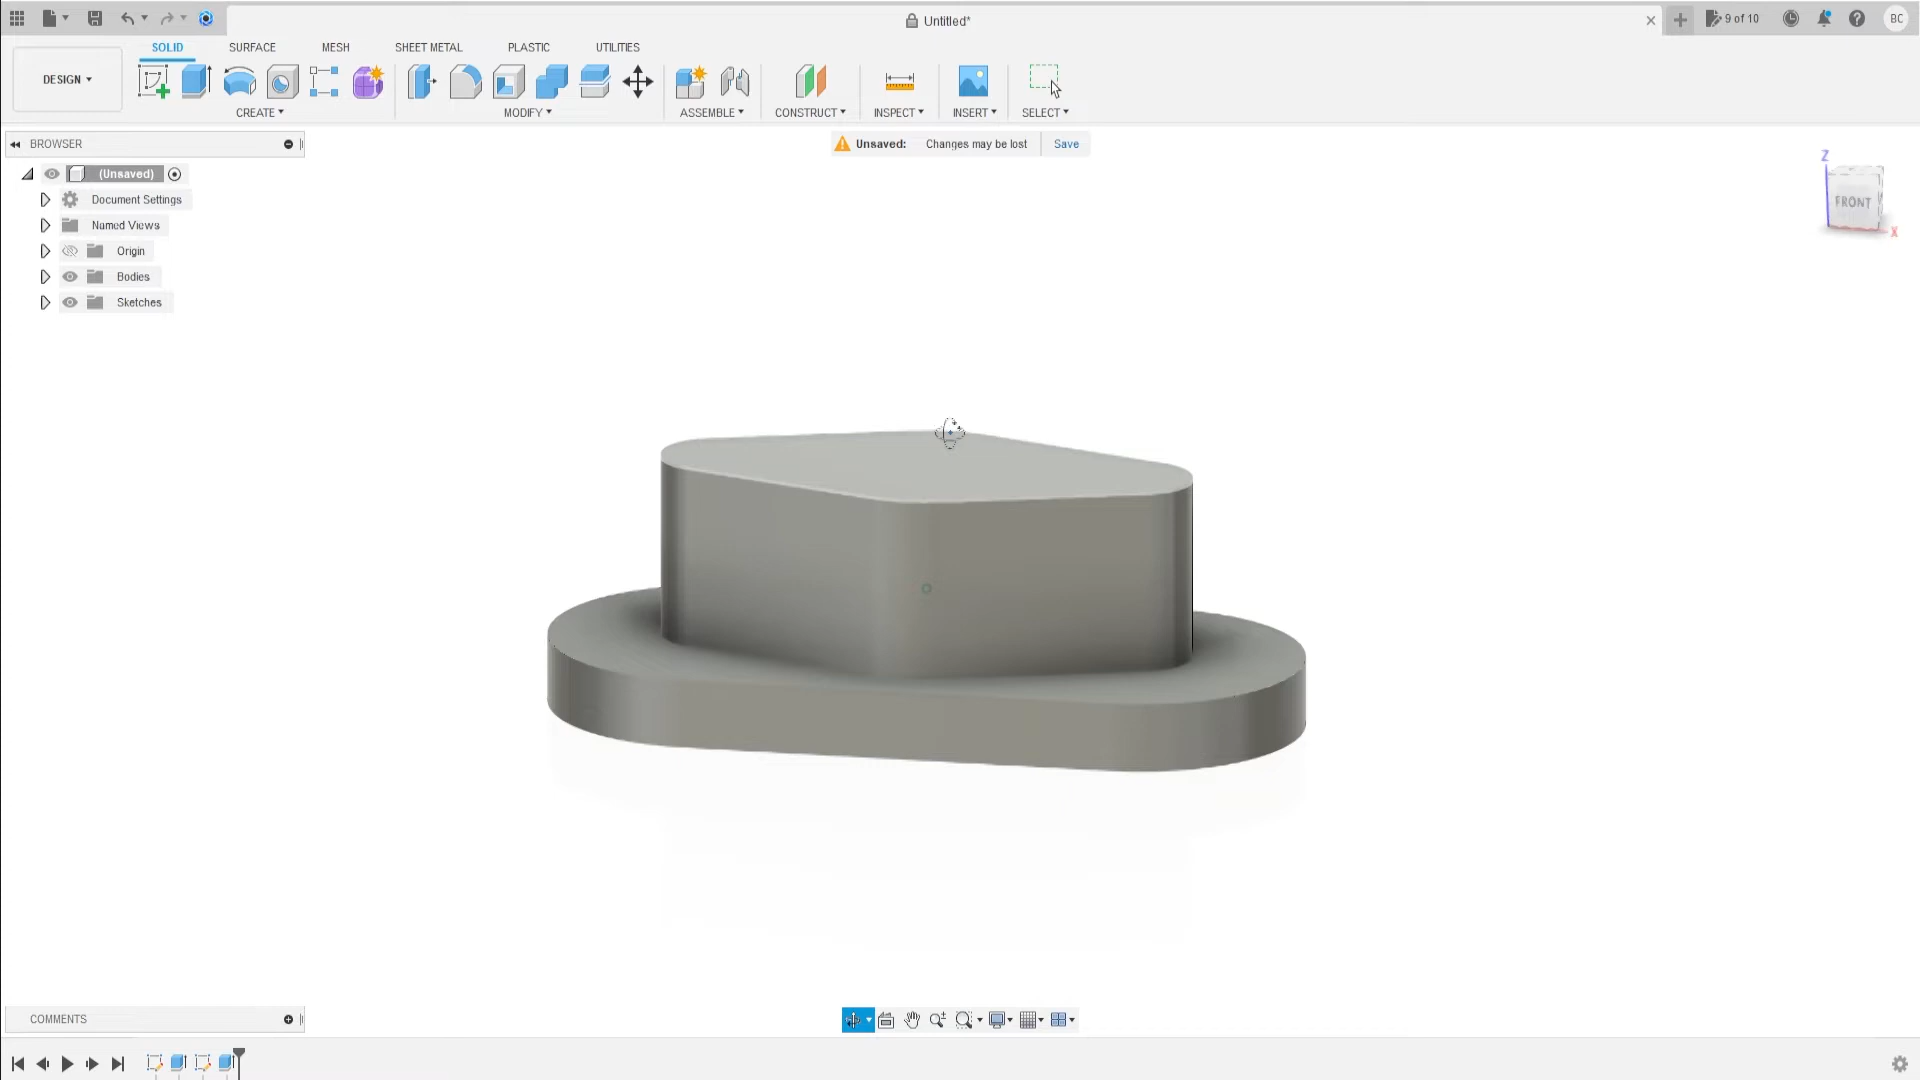 Untitled*
9 of 10
BC
DESIGN
SOLID
SURFACE
MESH
SHEET METAL
PLASTIC
UTILITIES
CREATE
MODIFY
ASSEMBLE
CONSTRUCT
INSPECT
INSERT
SELECT
BROWSER
Unsaved:
Changes may be lost
Save
(Unsaved)
Document Settings
Named Views
Origin
Bodies
Sketches
Z
FRONT
X
COMMENTS